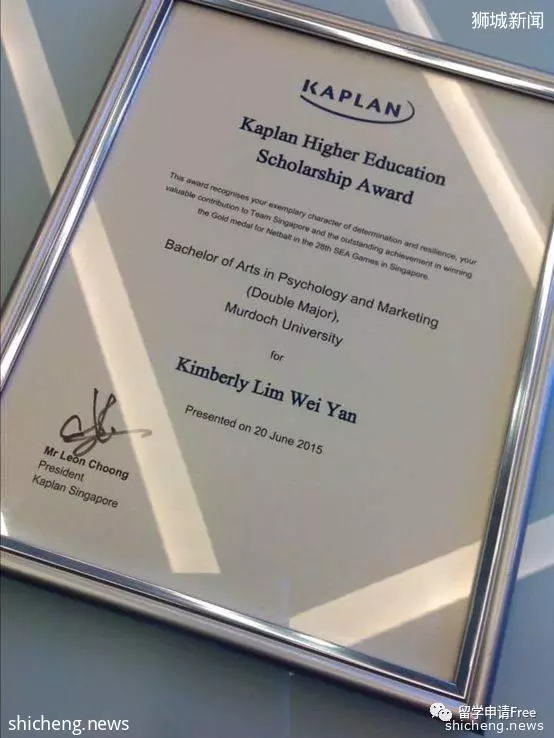 狮城新闻
KAPLAN
Kaplan Higher Education
Scholarship Award
This award recognises your exemplary character of determination and resilience, your
valuable contribution to Team Singapore and the outstanding achievement in winning
the Gold medal for Netball in the 28th SEA Games in Singapore.
Bachelor of Arts in Psychology and Marketing
(Double Major),
Murdoch University
for
Kimberly Lim Wei Yan
Presented on 20 June 2015
Mr Leon Choong
President
Kaplan Singapore
留学申请Free
shicheng.news
shicheng.news